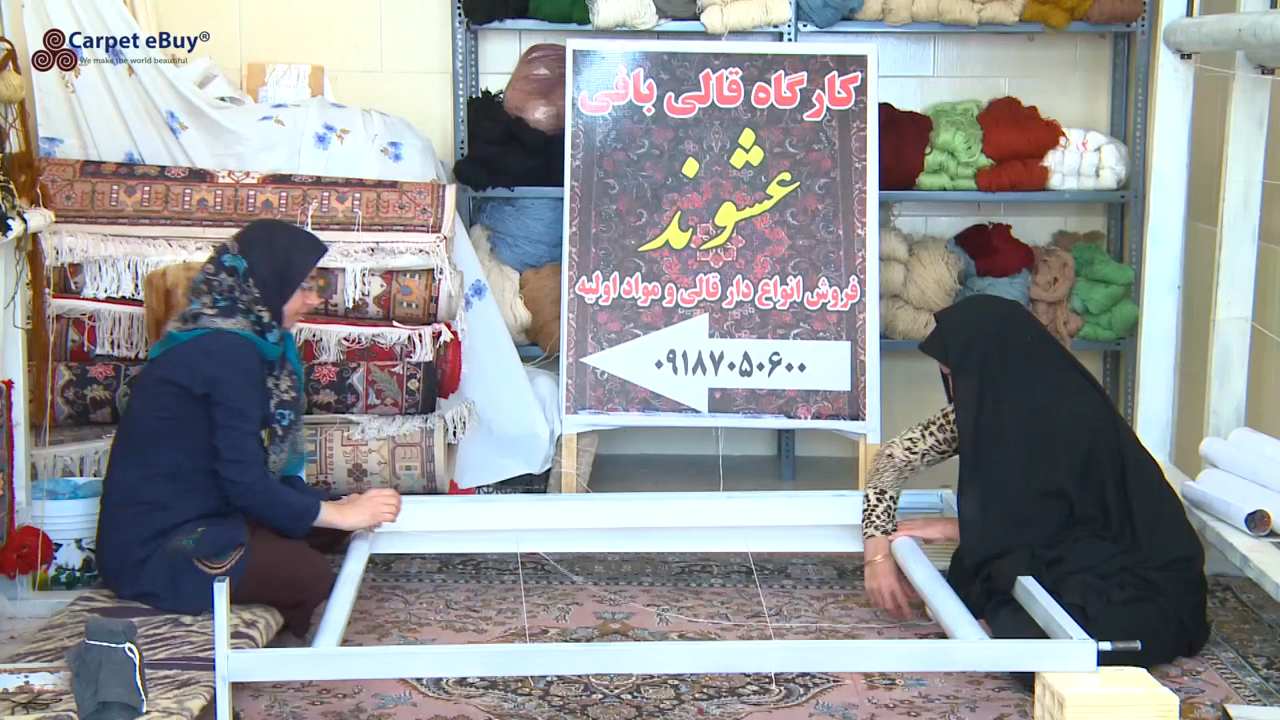 Carpet eBuy®
We make the world beautiful
کارگاه قالی بافی
عشوند
فروش انواع دار قالی و مواد اولیه
۰۹۱۸۷۰۵۰۶۰۰